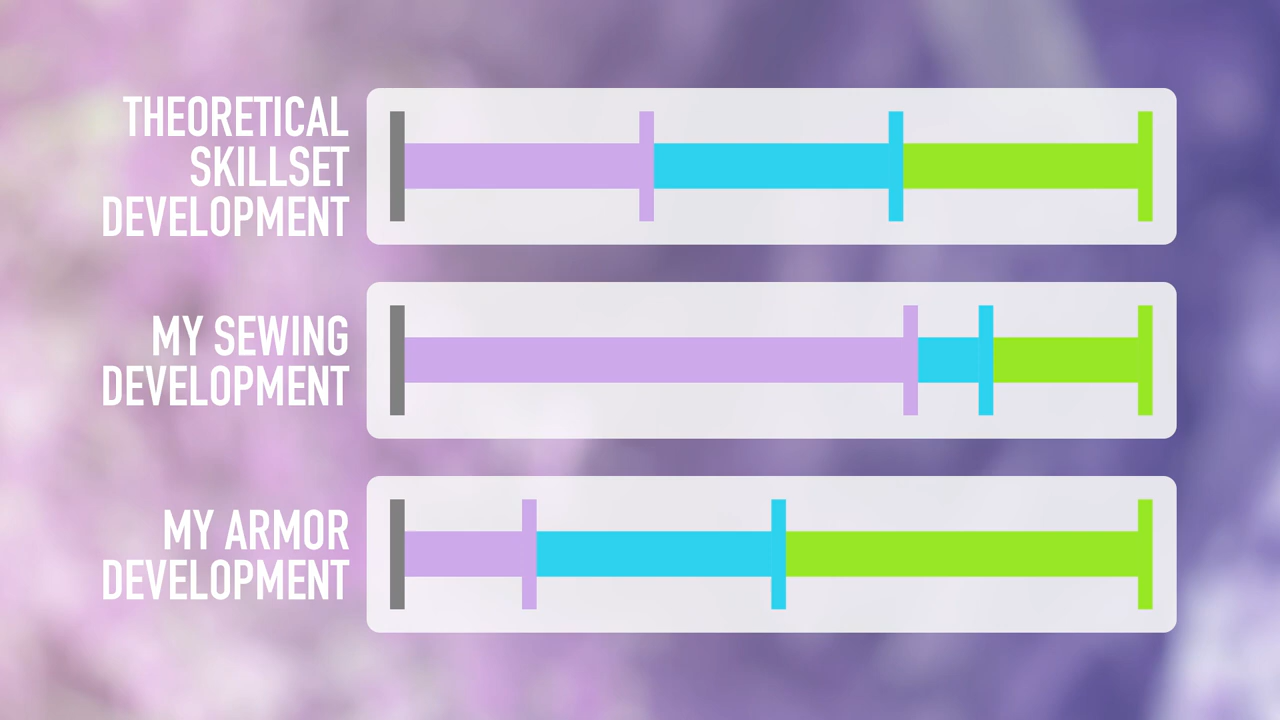 THEORETICAL
SKILLSET
DEVELOPMENT
MY SEWING
DEVELOPMENT
MY ARMOR
DEVELOPMENT